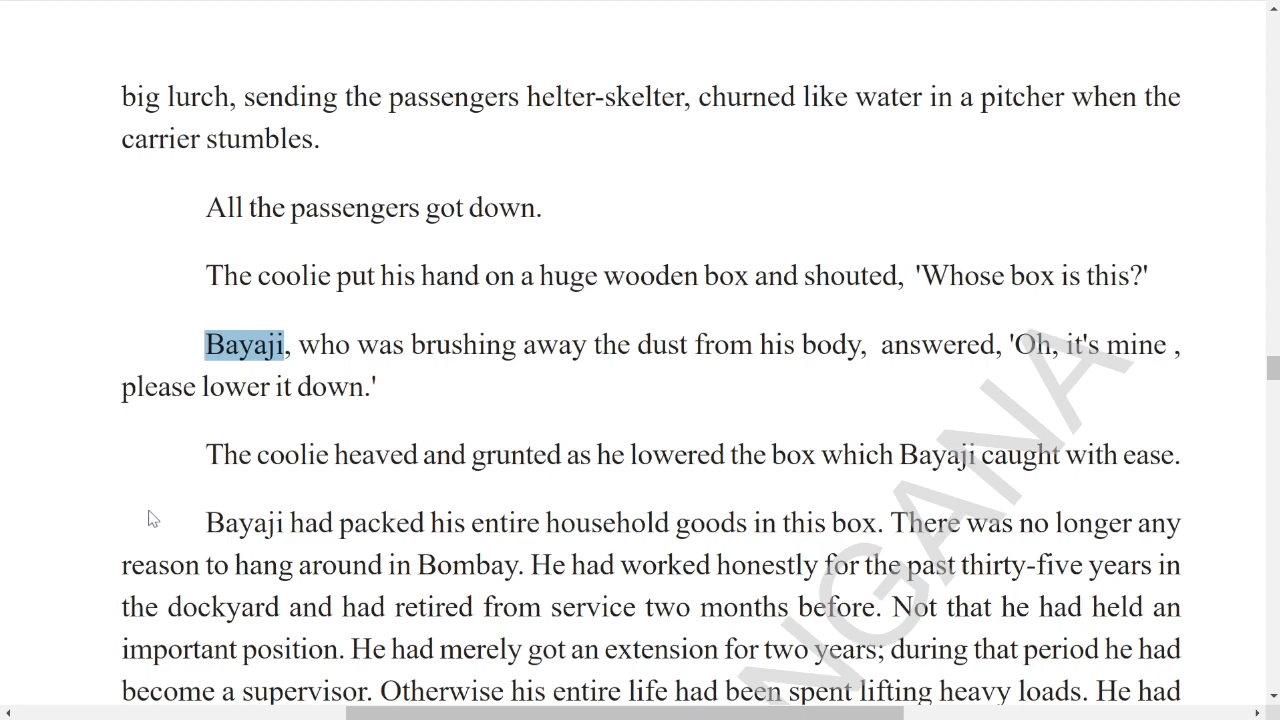 big lurch, sending the passengers helter-skelter, churned like water in a pitcher when the
carrier stumbles.
All the passengers got down.
The coolie put his hand on a huge wooden box and shouted, 'Whose box is this?'
Bayaji, who was brushing away the dust from his body, answered, 'Oh, it's mine ,
please lower it down.'
The coolie heaved and grunted as he lowered the box which Bayaji caught with ease.
Bayaji had packed his entire household goods in this box. There was no longer any
reason to hang around in Bombay. He had worked honestly for the past thirty-five years in
the dockyard and had retired from service two months before. Not that he had held an
important position. He had merely got an extension for two years; during that period he had
become a supervisor. Otherwise his entire life had been spent lifting heavy loads. He had
NGANA